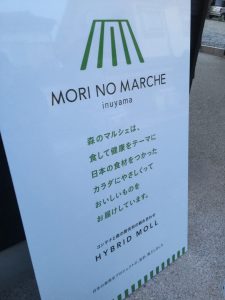 MORI NO MARCHE
inuyama
森のマルシェは、
食して健康をテーマに
日本の食材をつかった
カラダにやさしくって
おいしいものを
お届けしています。
HYBRID MOLL